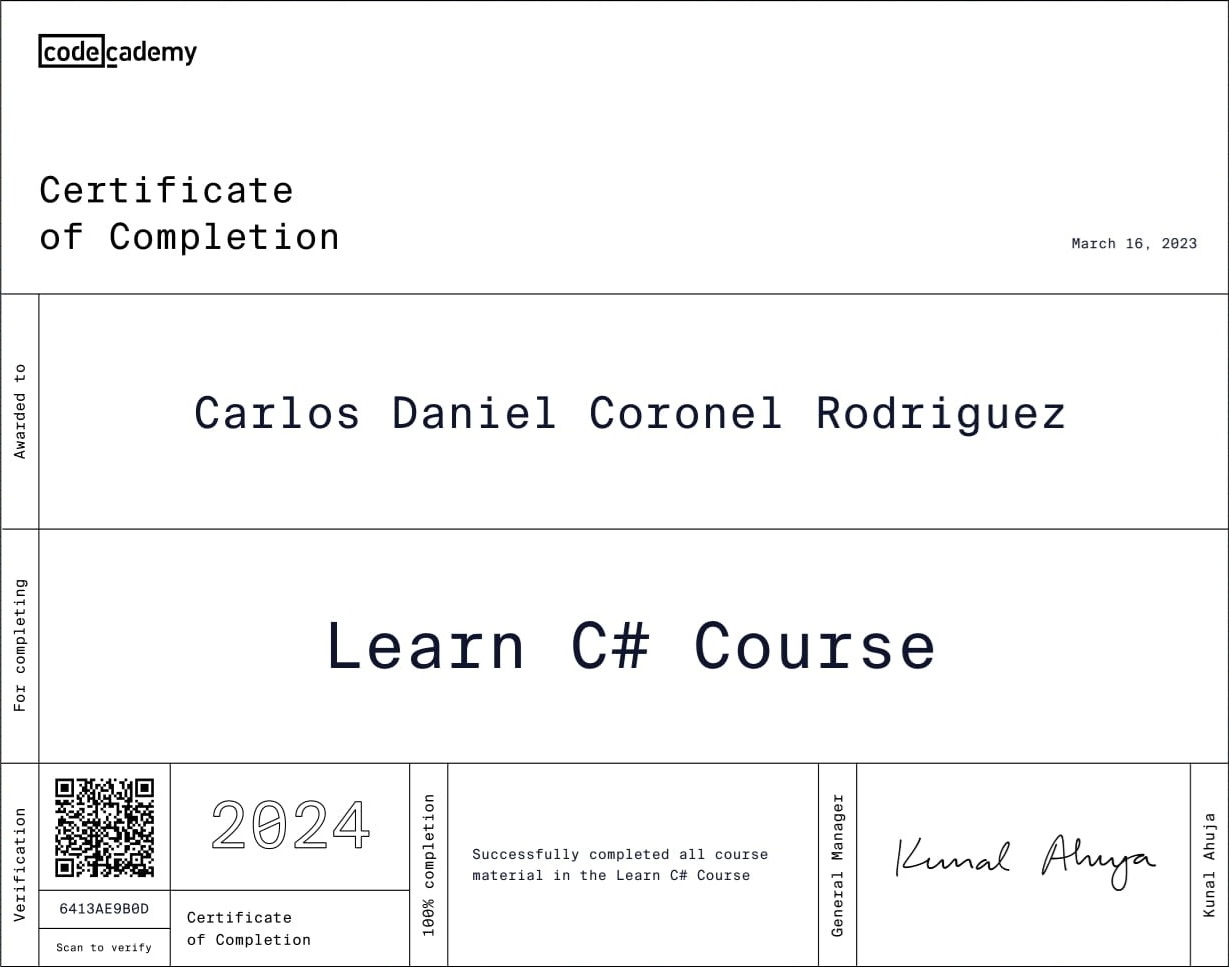 codecademy
Certificate
of Completion
March 16, 2023
Awarded to
Carlos Daniel Coronel Rodriguez
For completing
Learn C# Course
Verification
6413AE9B0D
Scan to verify
2024
Certificate
of Completion
100% completion
Successfully completed all course
material in the Learn C# Course
General Manager
Kunal Ahuja
Kunal Ahuja